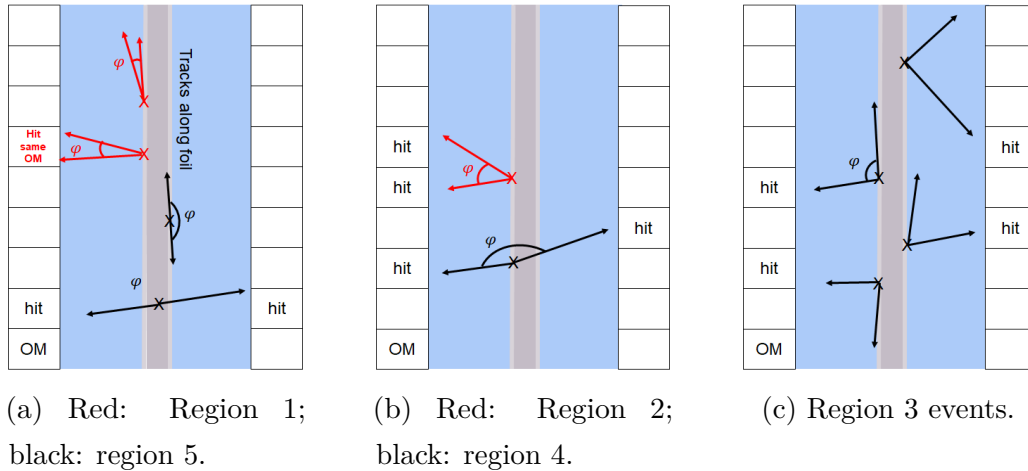 φ
Tracks along foil
Hit
same
OM
φ
φ
φ
hit
hit
OM
hit
φ
hit
hit
φ
hit
OM
hit
φ
hit
hit
hit
hit
OM
(a) Red: Region 1;
black: region 5.
(b) Red: Region 2;
black: region 4.
(c) Region 3 events.